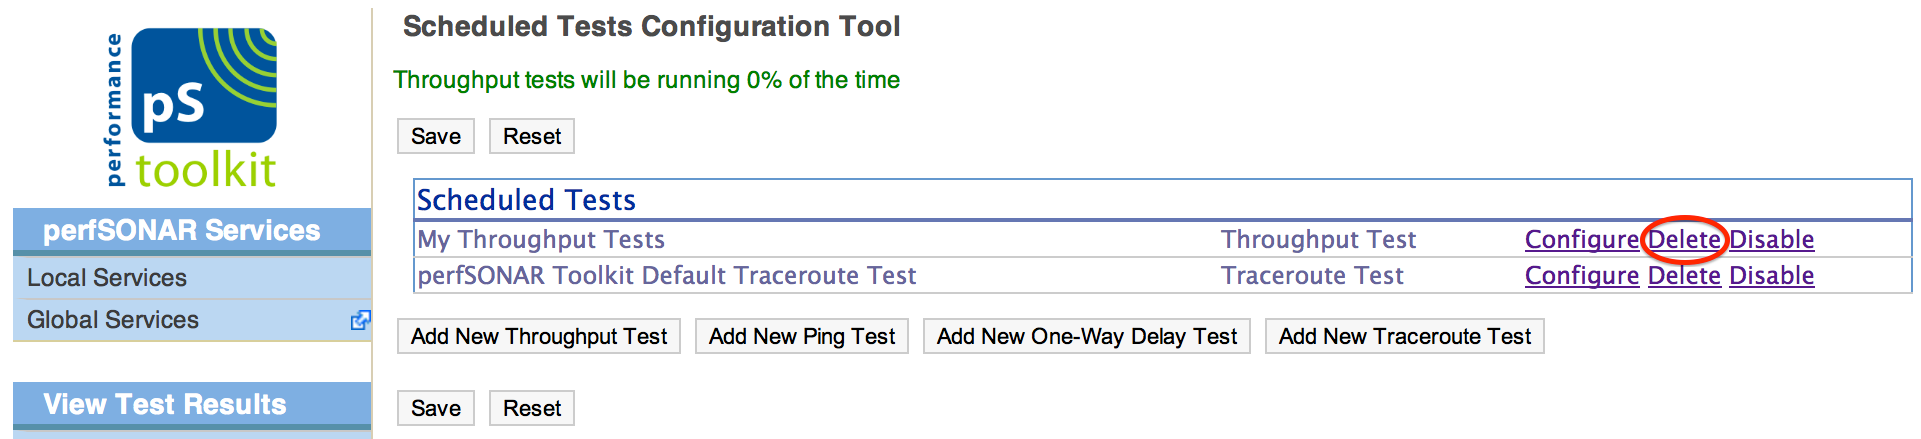 performance
pS
toolkit
perfSONAR Services
Local Services
Global Services
View Test Results
Scheduled Tests Configuration Tool
Throughput tests will be running 0% of the time
Save Reset
Scheduled Tests
My Throughput Tests Throughput Test Configure Delete Disable
perfSONAR Toolkit Default Traceroute Test Traceroute Test Configure Delete Disable
Add New Throughput Test Add New Ping Test Add New One-Way Delay Test Add New Traceroute Test
Save Reset